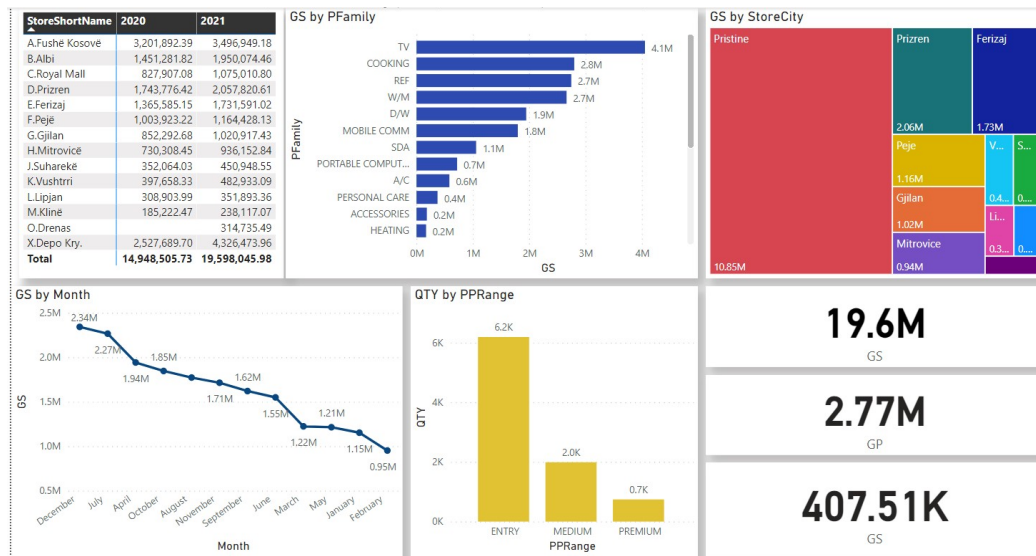 StoreShortName 2020 2021
A.Fushë Kosovë 3,201,892.39 3,496,949.18
B.Albi 1,451,281.82 1,950,074.46
C.Royal Mall 827,907.08 1,075,010.80
D.Prizren 1,743,776.42 2,057,820.61
E.Ferizaj 1,365,585.15 1,731,591.02
F.Pejë 1,003,923.22 1,164,428.13
G.Gjilan 852,292.68 1,020,917.43
H.Mitrovicë 730,308.45 936,152.84
J.Suharekë 352,064.03 450,948.55
K.Vushtrri 397,658.33 482,933.09
L.Lipjan 308,903.99 351,893.36
M.Klinë 185,222.47 238,117.07
O.Drenas 314,735.49
X.Depo Kry. 2,527,689.70 4,326,473.96
Total 14,948,505.73 19,598,045.98
GS by PFamily
PFamily
TV 4.1M
COOKING 2.8M
REF 2.7M
W/M 2.7M
D/W 1.9M
MOBILE COMM 1.8M
SDA 1.1M
PORTABLE COMPUT... 0.7M
A/C 0.6M
PERSONAL CARE 0.4M
ACCESSORIES 0.2M
HEATING 0.2M
0M 1M 2M 3M 4M
GS
GS by StoreCity
Pristine
10.85M
Prizren
2.06M
Ferizaj
1.73M
Peje
1.16M
V...
0.4...
S...
0....
Gjilan
1.02M
Li...
0.3...
0....
Mitrovice
0.94M
GS by Month
GS
2.5M
2.0M
1.5M
1.0M
0.5M
2.34M
2.27M
1.94M
1.85M
1.71M
1.62M
1.55M
1.22M
1.21M
1.15M
0.95M
December July April October August November September June March May January February
Month
QTY by PPRange
QTY
6K
4K
2K
0K
6.2K
2.0K
0.7K
ENTRY MEDIUM PREMIUM
PPRange
19.6M
GS
2.77M
GP
407.51K
GS